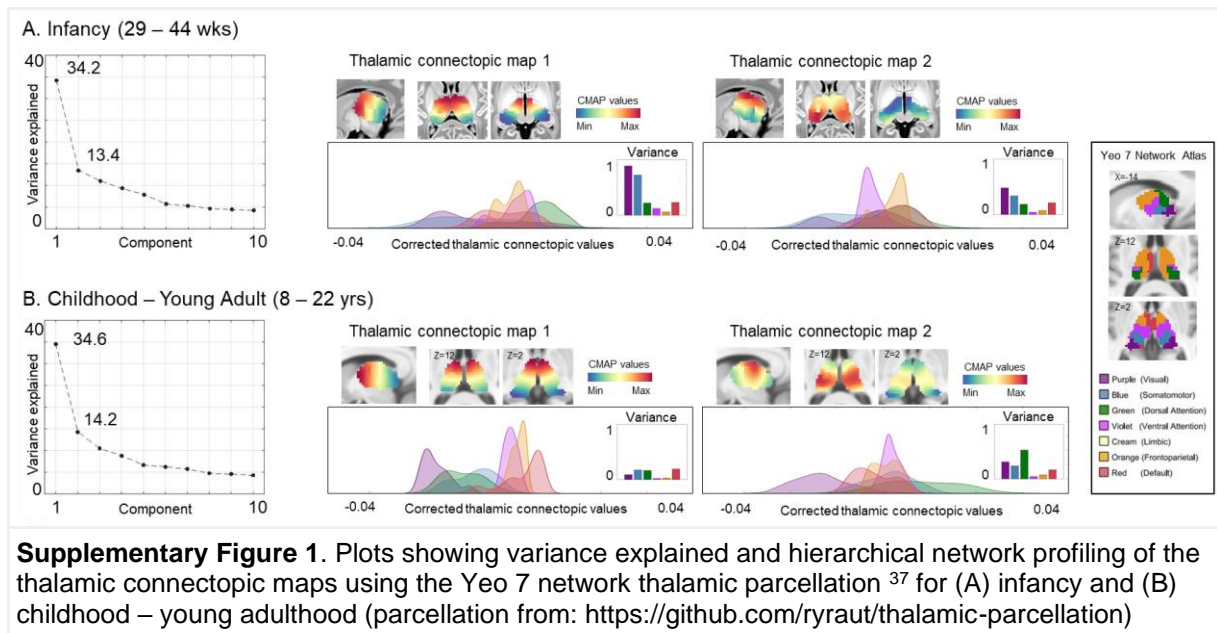 A. Infancy (29 – 44 wks)
40
34.2
13.4
0
Variance explained
1
Component
10
Thalamic connectopic map 1
CMAP values
Min
Max
Variance
1
0
-0.04
Corrected thalamic connectopic values
0.04
Thalamic connectopic map 2
CMAP values
Min
Max
Variance
1
0
-0.04
Corrected thalamic connectopic values
0.04
B. Childhood – Young Adult (8 – 22 yrs)
40
34.6
14.2
0
Variance explained
1
Component
10
Thalamic connectopic map 1
Z=12
Z=2
CMAP values
Min
Max
Variance
1
0
-0.04
Corrected thalamic connectopic values
0.04
Thalamic connectopic map 2
Z=12
Z=2
CMAP values
Min
Max
Variance
1
0
-0.04
Corrected thalamic connectopic values
0.04
Yeo 7 Network Atlas
X=-14
Z=12
Z=2
Purple (Visual)
Blue (Somatomotor)
Green (Dorsal Attention)
Violet (Ventral Attention)
Cream (Limbic)
Orange (Frontoparietal)
Red (Default)
Supplementary Figure 1. Plots showing variance explained and hierarchical network profiling of the
thalamic connectopic maps using the Yeo 7 network thalamic parcellation 37 for (A) infancy and (B)
childhood – young adulthood (parcellation from: https://github.com/ryraut/thalamic-parcellation)